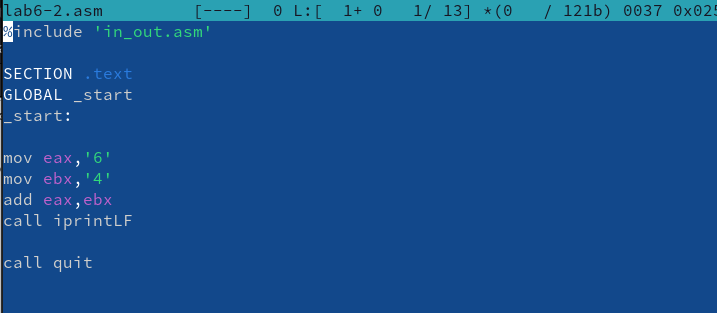 lab6-2.asm         [----]  0 L:[  1+ 0   1/ 13] *(0   / 121b) 0037 0x025
%include 'in_out.asm'
SECTION .text
GLOBAL _start
_start:
mov eax,'6'
mov ebx,'4'
add eax,ebx
call iprintLF
call quit